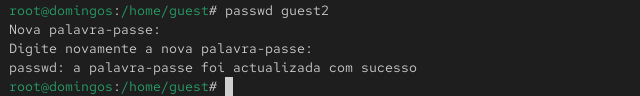 root@domingos:/home/guest# passwd guest2
Nova palavra-passe:
Digite novamente a nova palavra-passe:
passwd: a palavra-passe foi actualizada com sucesso
root@domingos:/home/guest#